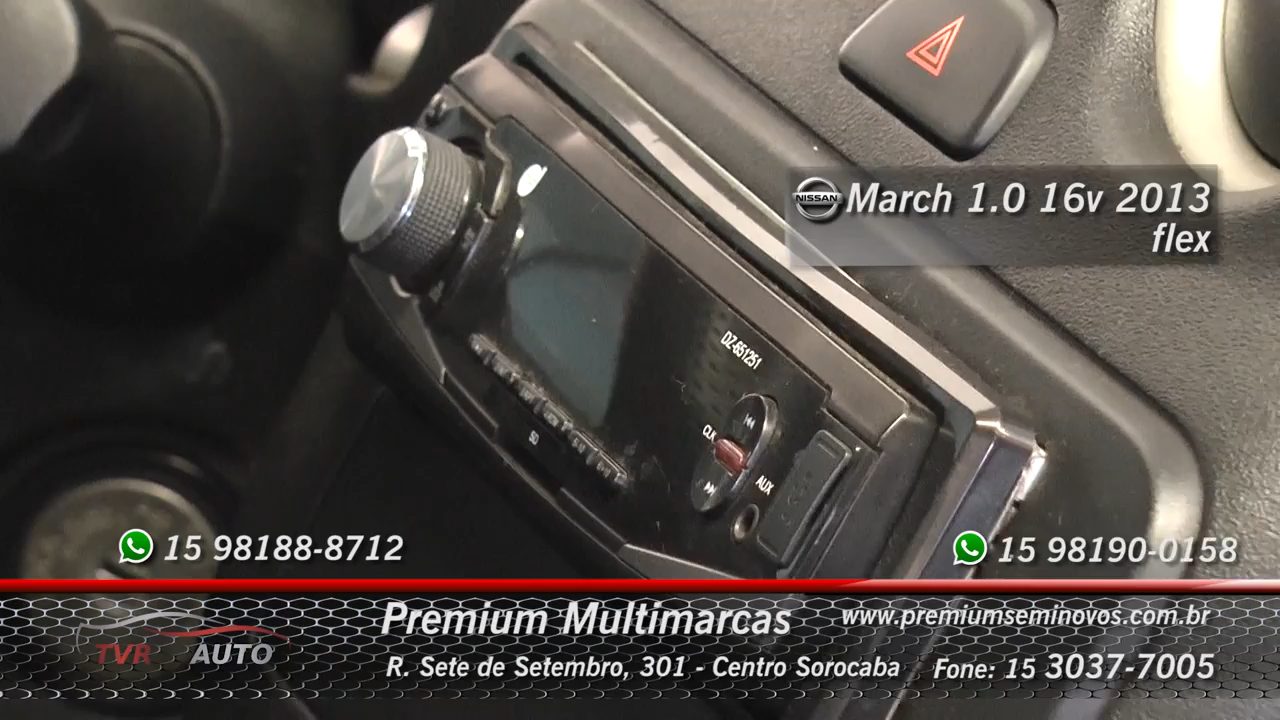 NISSAN March 1.0 16v 2013
flex
DZ-651251
CLK
AUX
SD
15 98188-8712
15 98190-0158
Premium Multimarcas
www.premiumseminovos.com.br
TVR AUTO
R. Sete de Setembro, 301 - Centro Sorocaba
Fone: 15 3037-7005